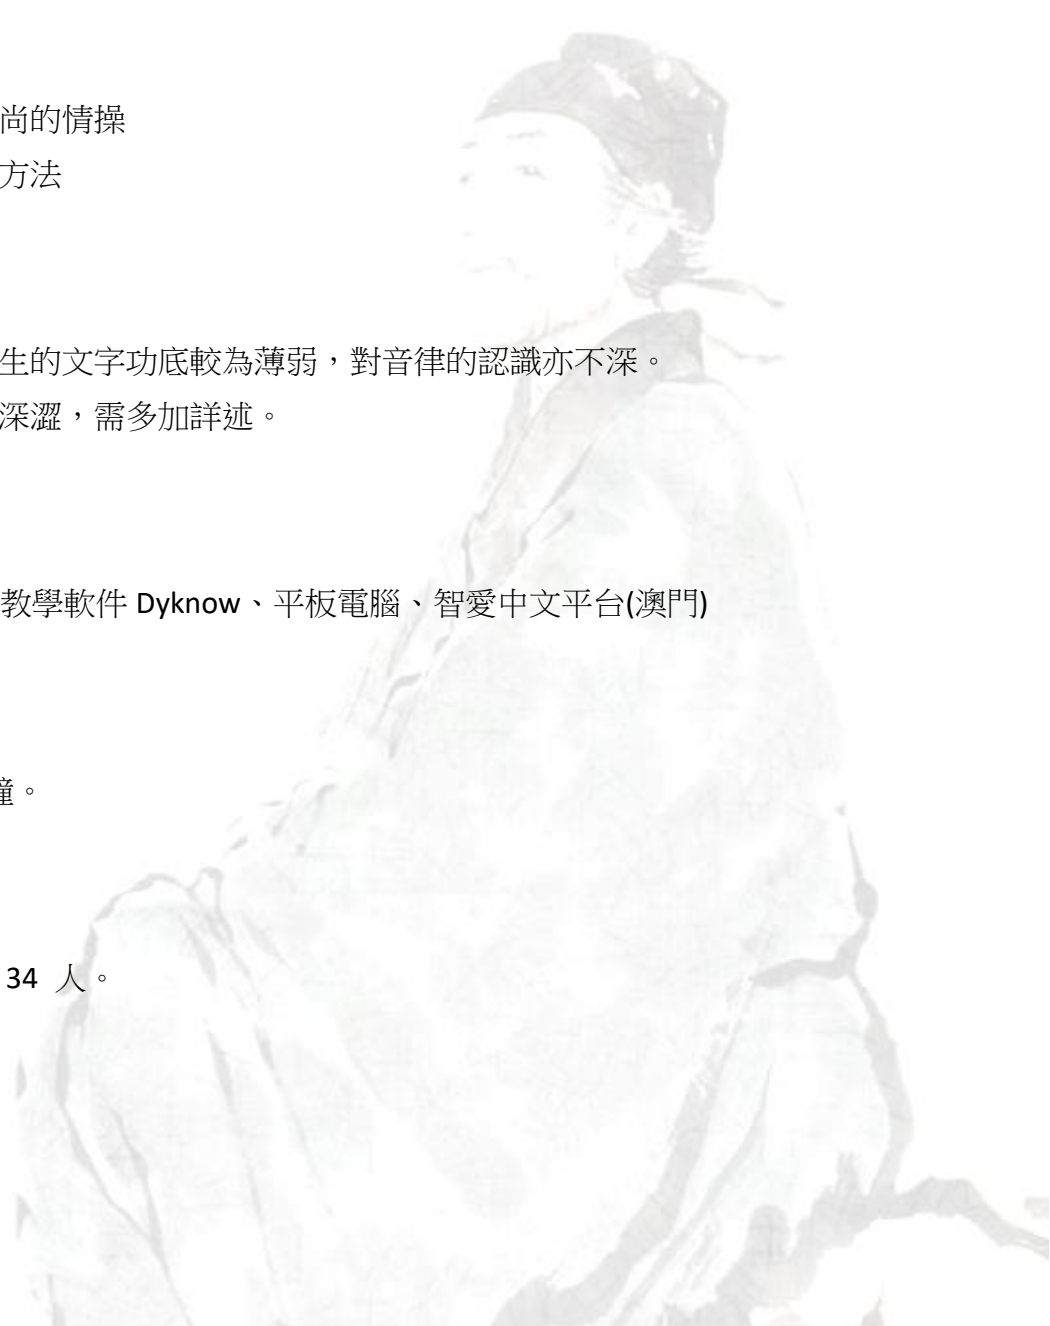 尚的情操
方法
生的文字功底較為薄弱，對音律的認識亦不深。
深澀，需多加詳述。
教學軟件 Dyknow、平板電腦、智愛中文平台(澳門)
鐘。
34 人。